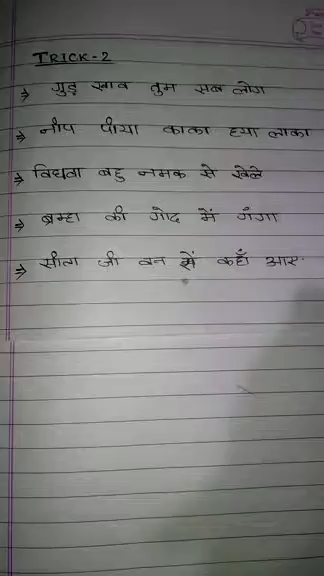 TRICK-2
⇒ गुड़ खाव तुम सब लोग
⇒ नीप पीया काका हया लाका
⇒ विधवा बहु नमक से खेले
⇒ ब्रम्हा की गोद में गंगा
⇒ सीता जी वन से कहाँ आए